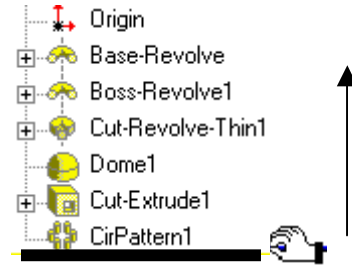 Origin
Base-Revolve
Boss-Revolve1
Cut-Revolve-Thin1
Dome1
Cut-Extrude1
CirPattern1